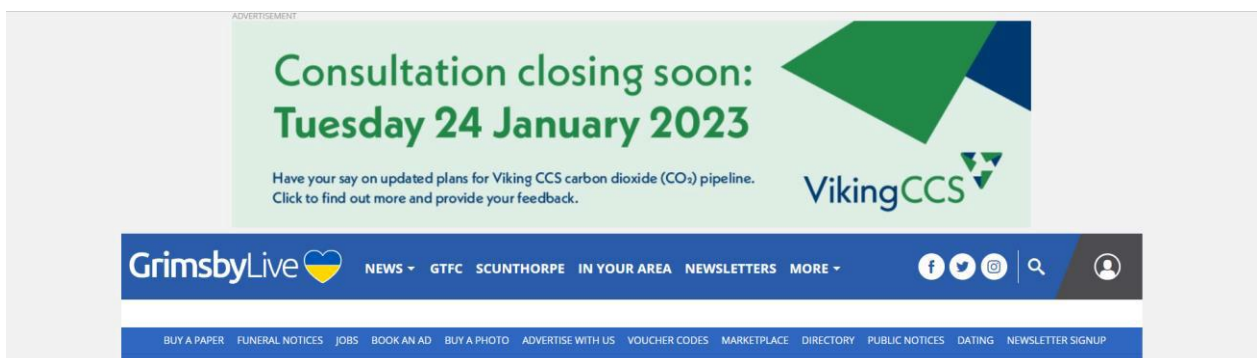 ADVERTISEMENT
Consultation closing soon:
Tuesday 24 January 2023
Have your say on updated plans for Viking CCS carbon dioxide (CO₂) pipeline.
Click to find out more and provide your feedback.
VikingCCS
GrimsbyLive NEWS GTFC SCUNTHORPE IN YOUR AREA NEWSLETTERS MORE
BUY A PAPER FUNERAL NOTICES JOBS BOOK AN AD BUY A PHOTO ADVERTISE WITH US VOUCHER CODES MARKETPLACE DIRECTORY PUBLIC NOTICES DATING NEWSLETTER SIGNUP